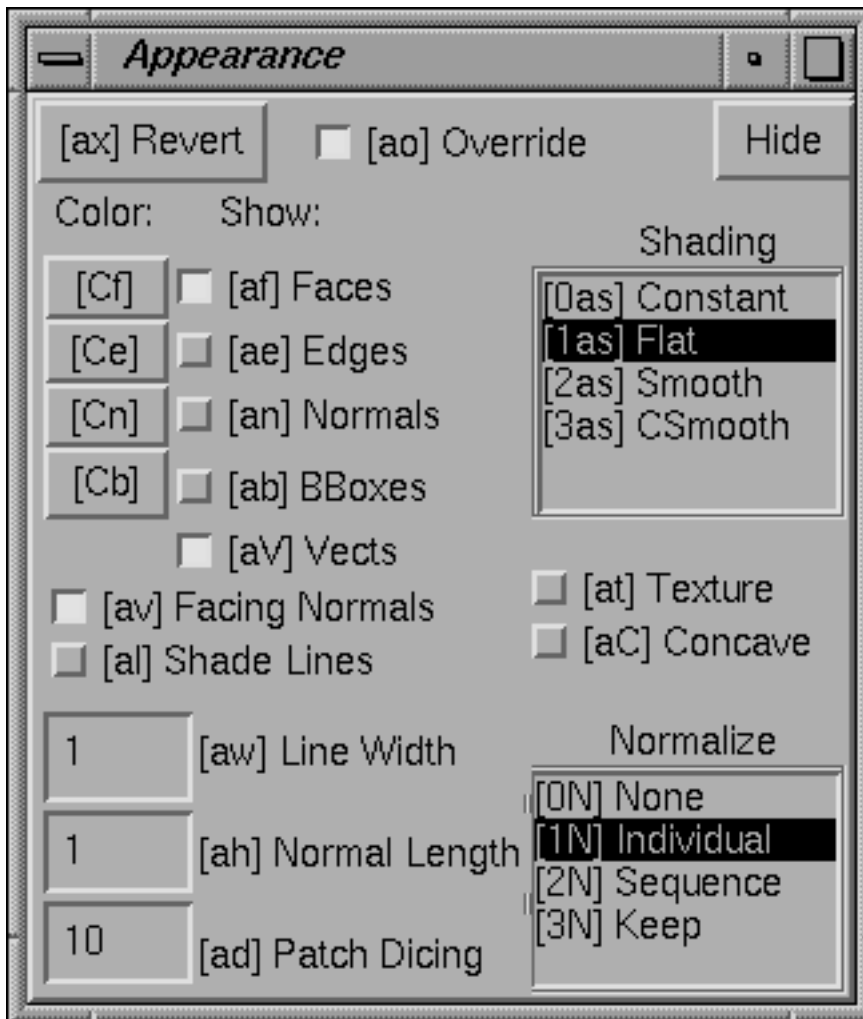 Appearance
[ax] Revert [ao] Override Hide
Color: Show:
[Cf] [af] Faces
[Ce] [ae] Edges
[Cn] [an] Normals
[Cb] [ab] BBoxes
[aV] Vects
[av] Facing Normals
[al] Shade Lines
Shading
[0as] Constant
[1as] Flat
[2as] Smooth
[3as] CSmooth
[at] Texture
[aC] Concave
1 [aw] Line Width
1 [ah] Normal Length
10 [ad] Patch Dicing
Normalize
[0N] None
[1N] Individual
[2N] Sequence
[3N] Keep